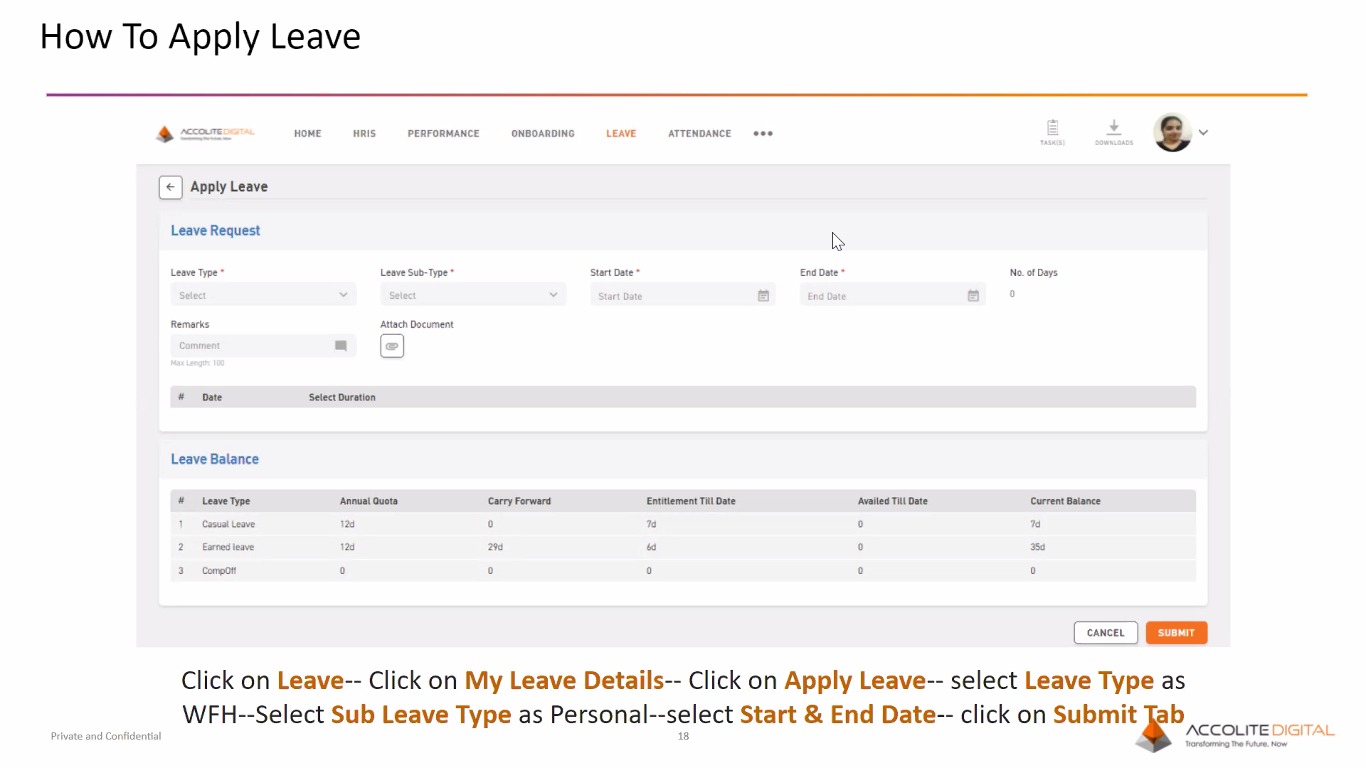 How To Apply Leave
ACCOLITE DIGITAL
Transforming The Future, Now
HOME HRIS PERFORMANCE ONBOARDING LEAVE ATTENDANCE •••
TASK(S) DOWNLOADS
Apply Leave
Leave Request
Leave Type * Leave Sub-Type * Start Date * End Date * No. of Days
Select Select Start Date End Date 0
Remarks Attach Document
Comment
Max Length: 100
# Date Select Duration
Leave Balance
# Leave Type Annual Quota Carry Forward Entitlement Till Date Availed Till Date Current Balance
1 Casual Leave 12d 0 7d 0 7d
2 Earned leave 12d 29d 6d 0 35d
3 CompOff 0 0 0 0 0
CANCEL SUBMIT
Click on Leave-- Click on My Leave Details-- Click on Apply Leave-- select Leave Type as
WFH--Select Sub Leave Type as Personal--select Start & End Date-- click on Submit Tab
Private and Confidential 18
ACCOLITE DIGITAL
Transforming The Future, Now